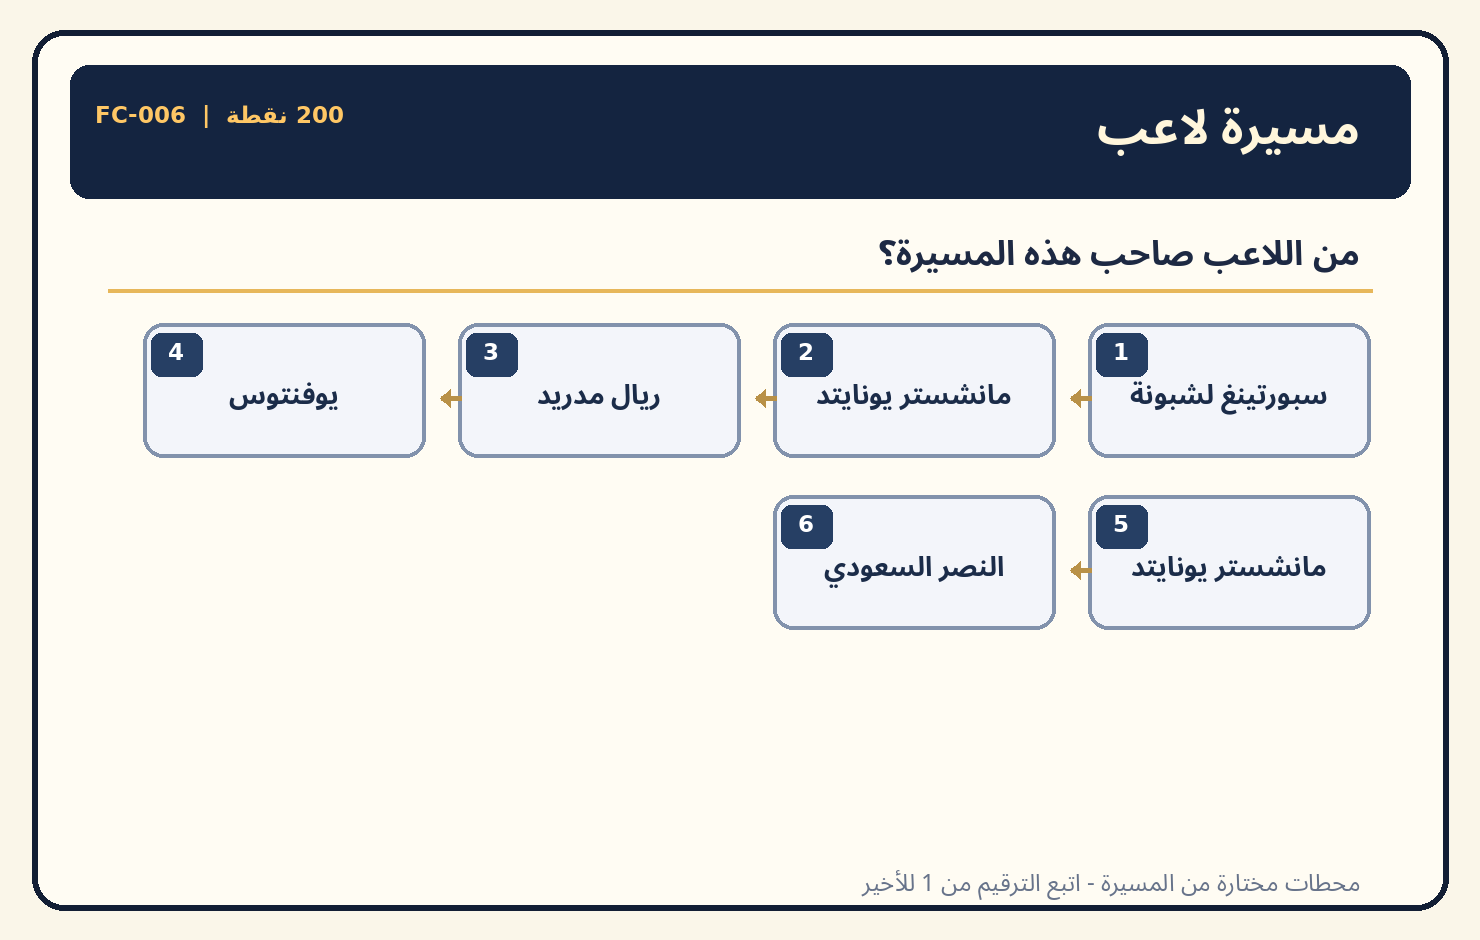 مسيرة لاعب
200 نقطة | FC-006
من اللاعب صاحب هذه المسيرة؟
1
سبورتينغ لشبونة
2
مانشستر يونايتد
3
ريال مدريد
4
يوفنتوس
5
مانشستر يونايتد
6
النصر السعودي
محطات مختارة من المسيرة - اتبع الترقيم من 1 للأخير